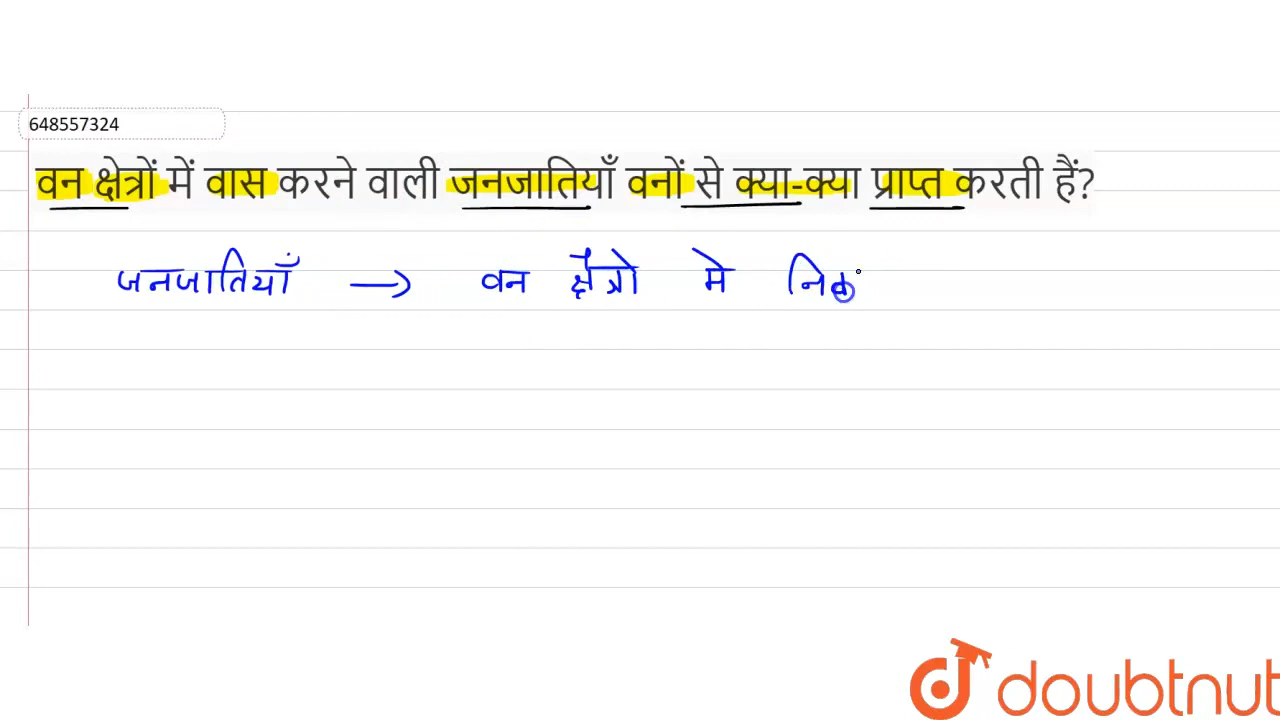 648557324
वन क्षेत्रों में वास करने वाली जनजातियाँ वनों से क्या-क्या प्राप्त करती हैं?
जनजातियाँ → वन क्षैत्रो मे
doubtnut